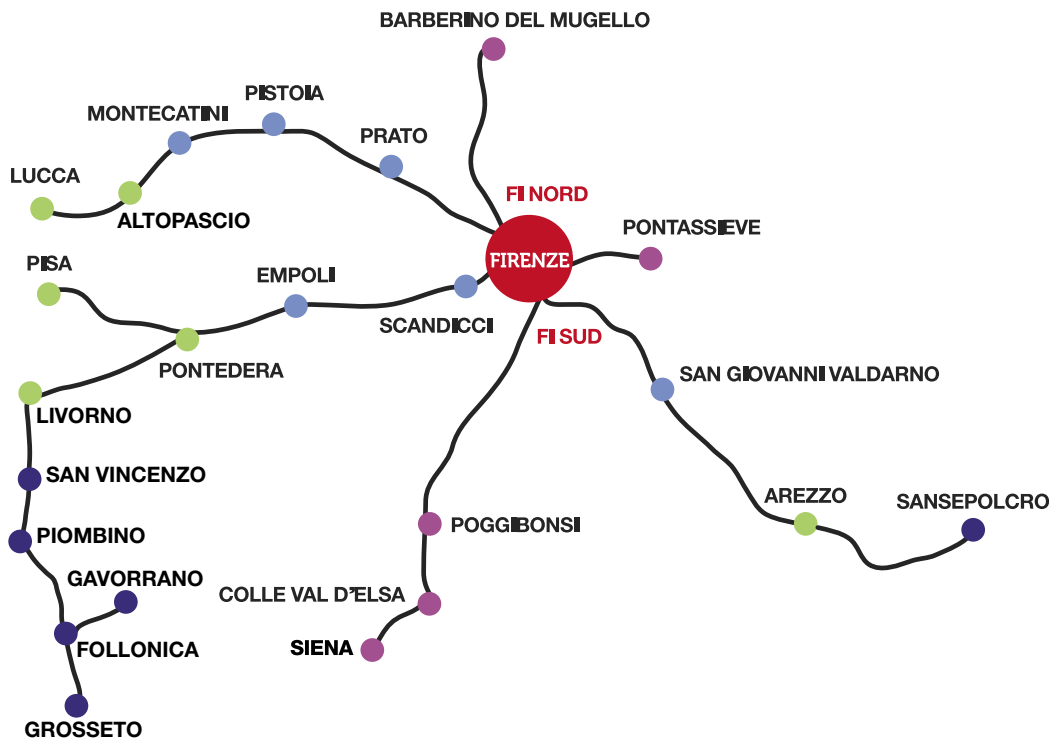 BARBERINO DEL MUGELLO
PISTOIA
MONTECATINI
PRATO
LUCCA
ALTOPASCIO
FI NORD
PONTASSIEVE
FIRENZE
PISA
EMPOLI
SCANDICCI
FI SUD
PONTEDERA
SAN GIOVANNI VALDARNO
LIVORNO
SAN VINCENZO
AREZZO
SANSEPOLCRO
PIOMBINO
POGGIBONSI
GAVORRANO
COLLE VAL D'ELSA
FOLLONICA
SIENA
GROSSETO